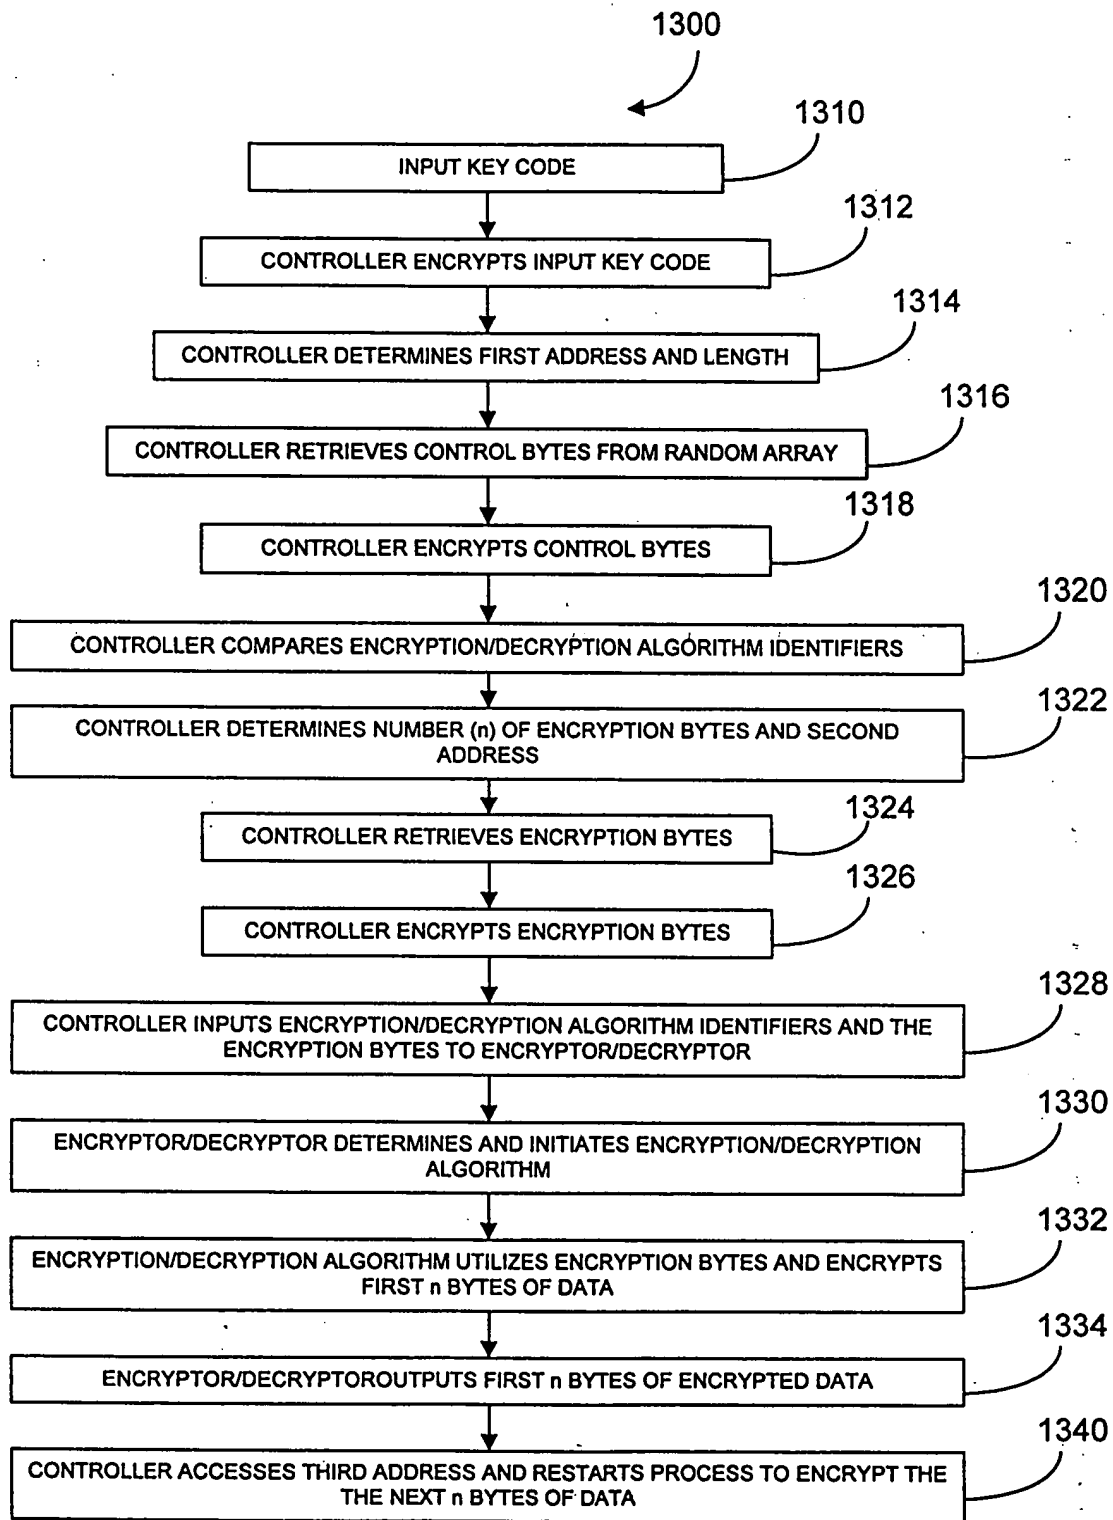 1300
1310
INPUT KEY CODE
1312
CONTROLLER ENCRYPTS INPUT KEY CODE
1314
CONTROLLER DETERMINES FIRST ADDRESS AND LENGTH
1316
CONTROLLER RETRIEVES CONTROL BYTES FROM RANDOM ARRAY
1318
CONTROLLER ENCRYPTS CONTROL BYTES
1320
CONTROLLER COMPARES ENCRYPTION/DECRYPTION ALGORITHM IDENTIFIERS
1322
CONTROLLER DETERMINES NUMBER (n) OF ENCRYPTION BYTES AND SECOND
ADDRESS
1324
CONTROLLER RETRIEVES ENCRYPTION BYTES
1326
CONTROLLER ENCRYPTS ENCRYPTION BYTES
1328
CONTROLLER INPUTS ENCRYPTION/DECRYPTION ALGORITHM IDENTIFIERS AND THE
ENCRYPTION BYTES TO ENCRYPTOR/DECRYPTOR
1330
ENCRYPTOR/DECRYPTOR DETERMINES AND INITIATES ENCRYPTION/DECRYPTION
ALGORITHM
1332
ENCRYPTION/DECRYPTION ALGORITHM UTILIZES ENCRYPTION BYTES AND ENCRYPTS
FIRST n BYTES OF DATA
1334
ENCRYPTOR/DECRYPTOROUTPUTS FIRST n BYTES OF ENCRYPTED DATA
1340
CONTROLLER ACCESSES THIRD ADDRESS AND RESTARTS PROCESS TO ENCRYPT THE
THE NEXT n BYTES OF DATA